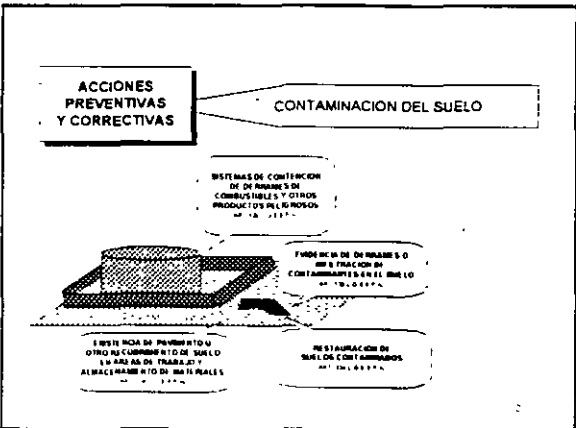 ACCIONES
PREVENTIVAS
Y CORRECTIVAS
CONTAMINACION DEL SUELO
SISTEMAS DE CONTENCION
DE DERRAMES DE
COMBUSTIBLES Y OTROS
PRODUCTOS PELIGROSOS
EVIDENCIA DE DERRAMES O
INFILTRACION DE
CONTAMINANTES EN EL SUELO
EXISTENCIA DE PAVIMENTO U
OTRO RECUBRIMIENTO DE SUELO
EN AREAS DE TRABAJO Y
ALMACENAMIENTO DE MATERIALES
RESTAURACION DE
SUELOS CONTAMINADOS